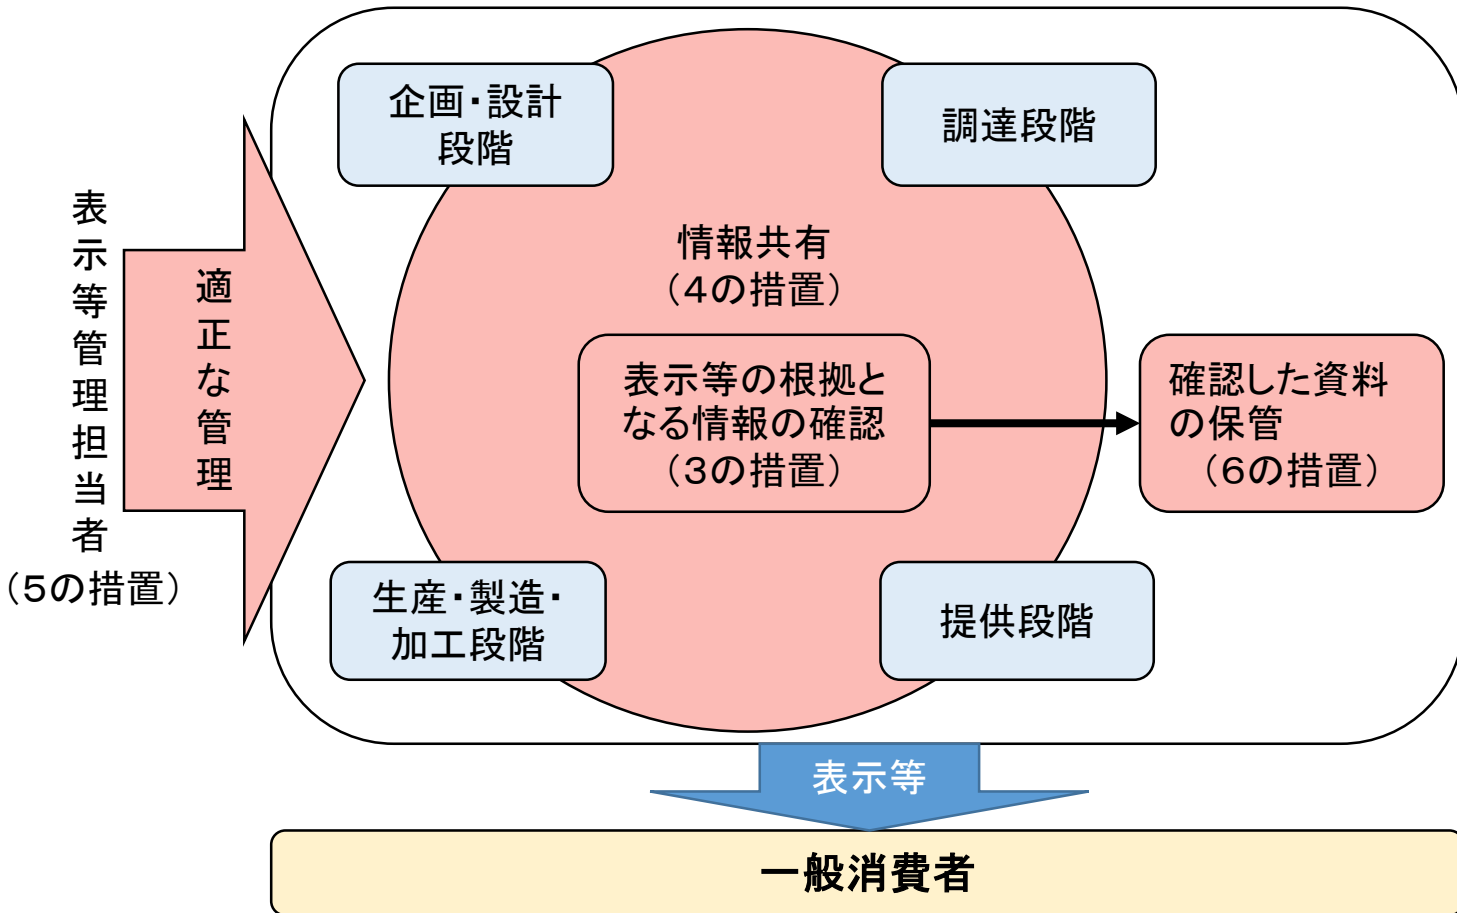 企画・設計
段階
調達段階
表示等管理担当者
（5の措置）
適正な管理
情報共有
（4の措置）
表示等の根拠と
なる情報の確認
（3の措置）
確認した資料
の保管
（6の措置）
生産・製造・
加工段階
提供段階
表示等
一般消費者